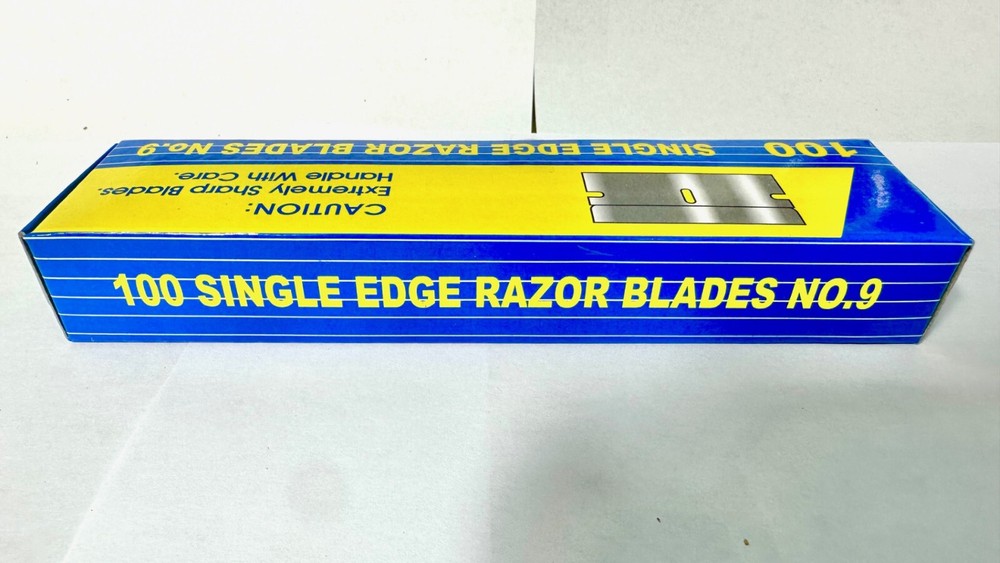 100 SINGLE EDGE RAZOR BLADES No.9
CAUTION:
Extremely Sharp Blades.
Handle With Care.
100 SINGLE EDGE RAZOR BLADES NO.9